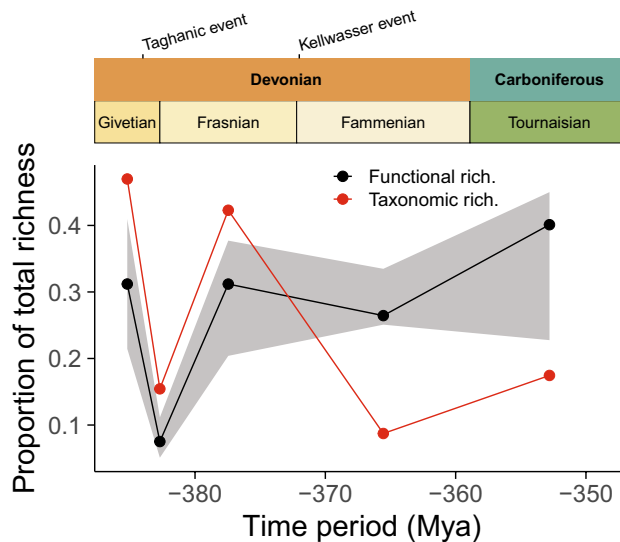 Taghanic event
Kellwasser event
Devonian
Carboniferous
Givetian
Frasnian
Fammenian
Tournaisian
Functional rich.
Taxonomic rich.
Proportion of total richness
0.4
0.3
0.2
0.1
−380
−370
−360
−350
Time period (Mya)